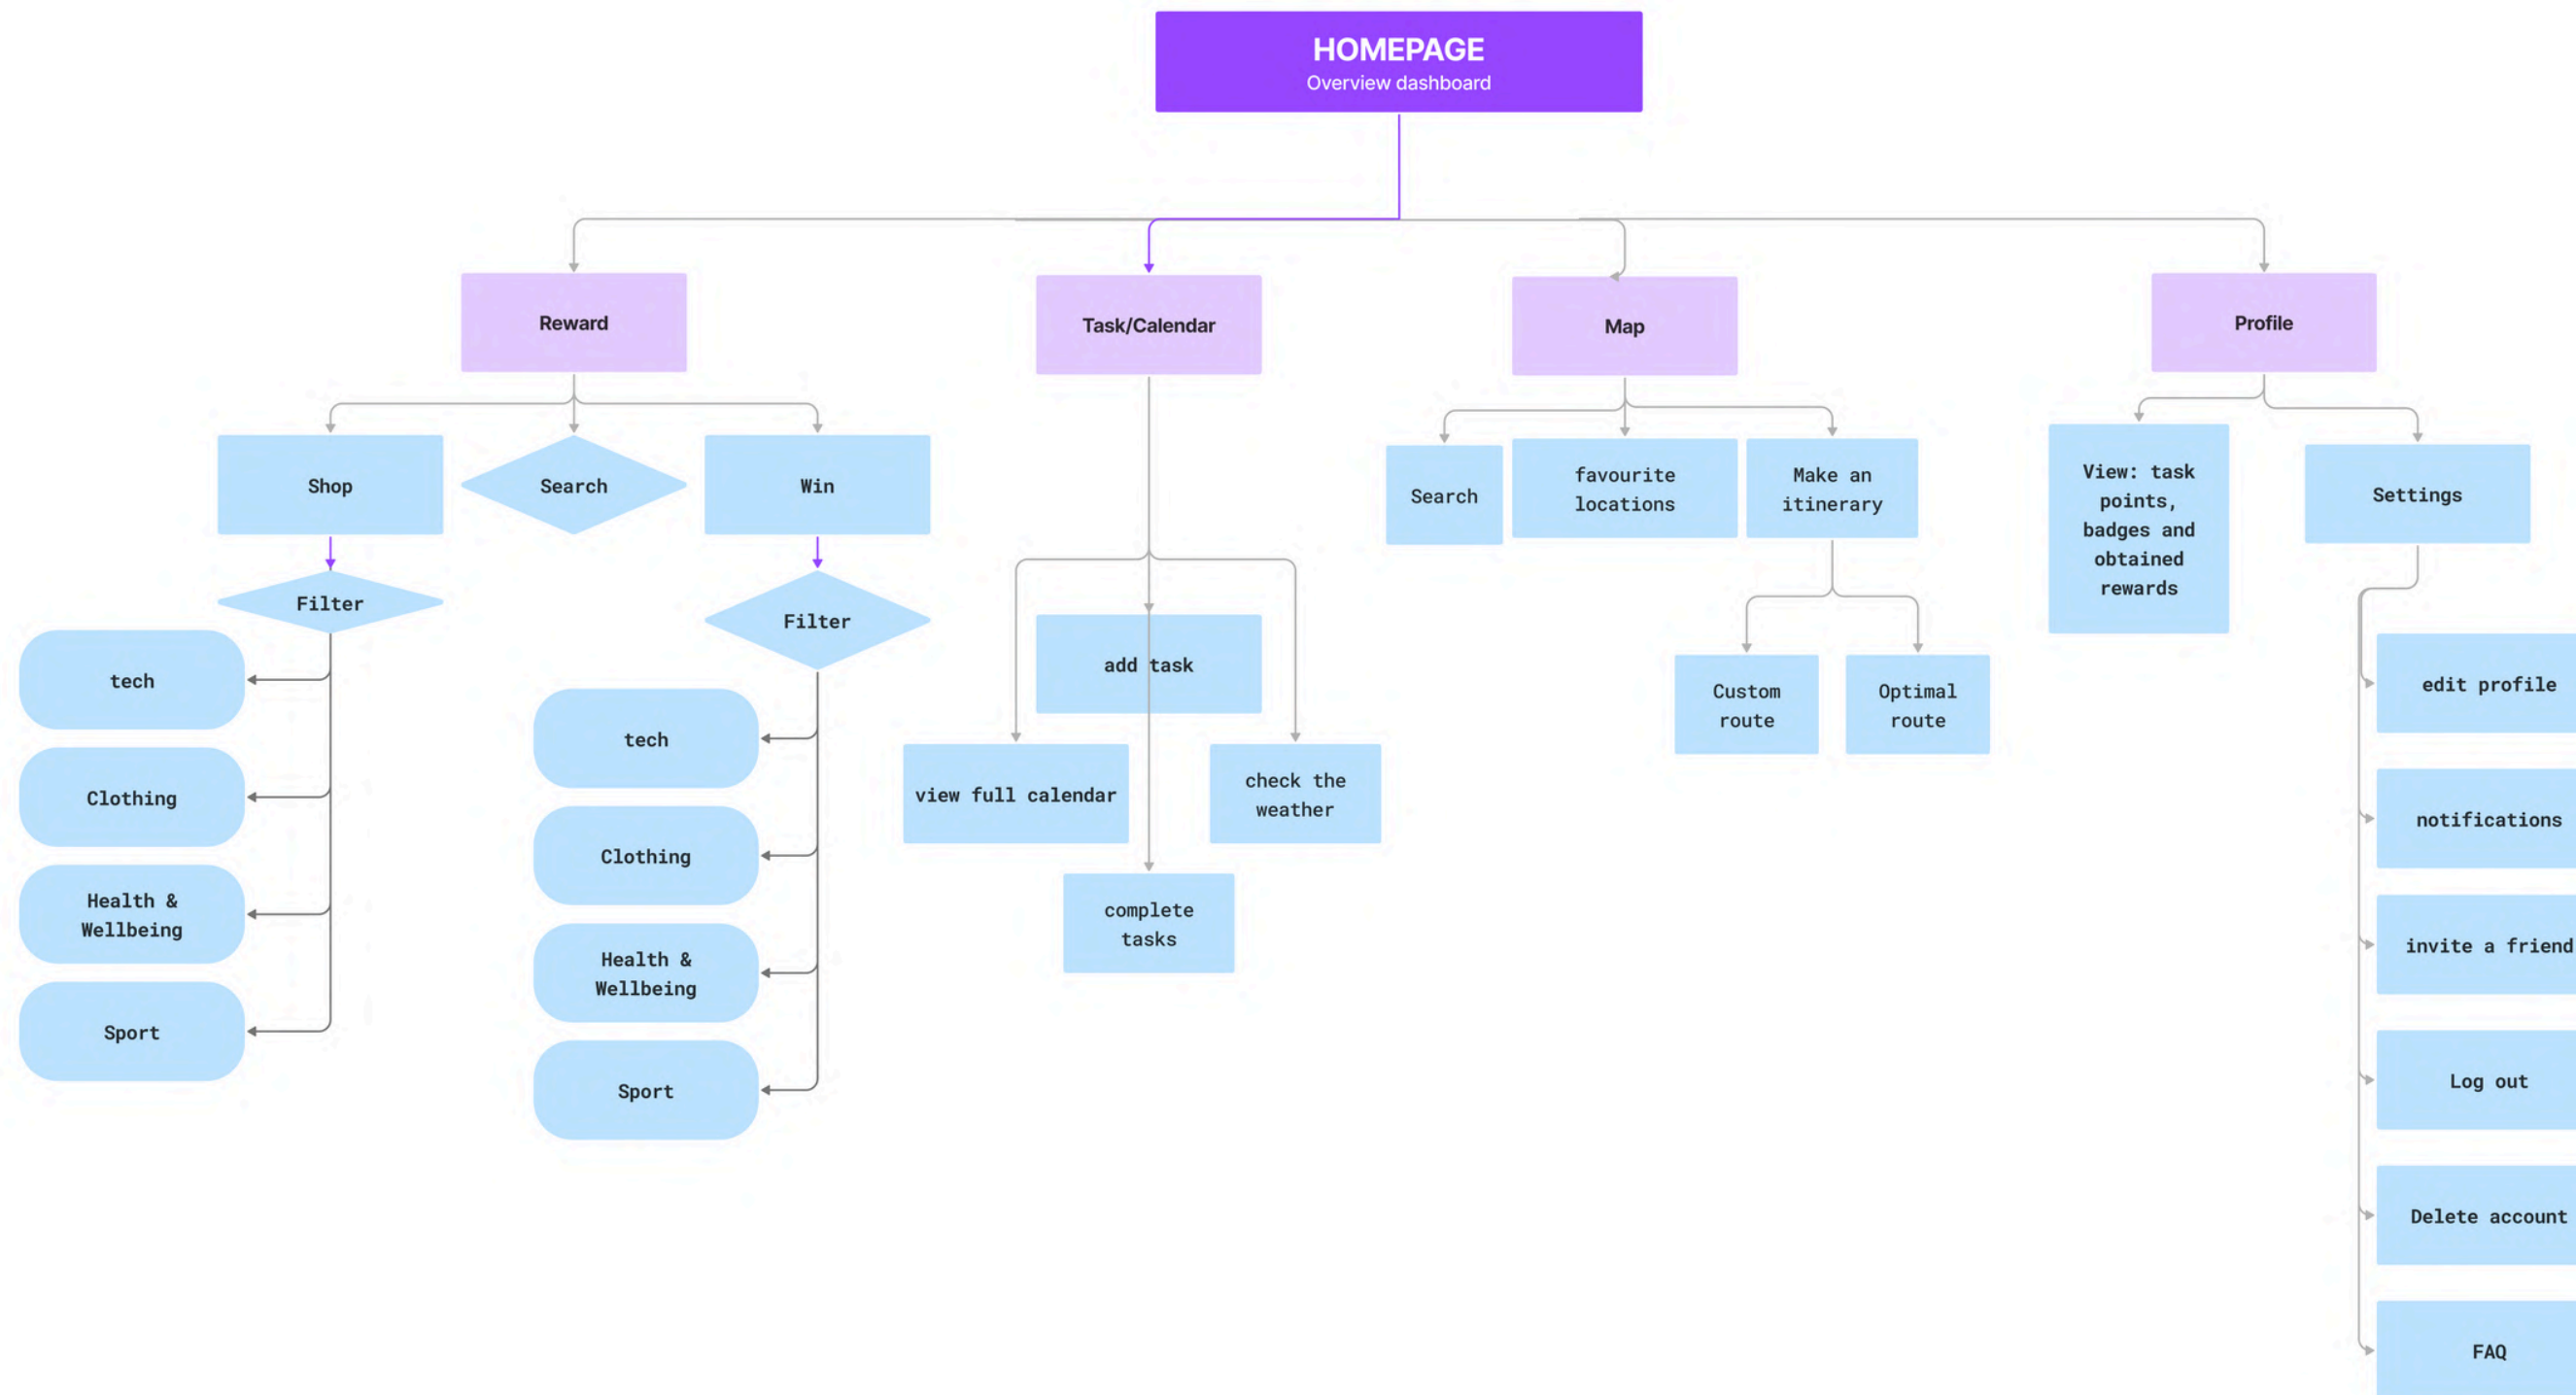 HOMEPAGE
Overview dashboard
Reward
Task/Calendar
Map
Profile
Shop
Search
Win
Filter
tech
Clothing
Health &
Wellbeing
Sport
Filter
tech
Clothing
Health &
Wellbeing
Sport
add task
view full calendar
check the
weather
complete
tasks
Search
favourite
locations
Make an
itinerary
Custom
route
Optimal
route
View: task
points,
badges and
obtained
rewards
Settings
edit profile
notifications
invite a friend
Log out
Delete account
FAQ